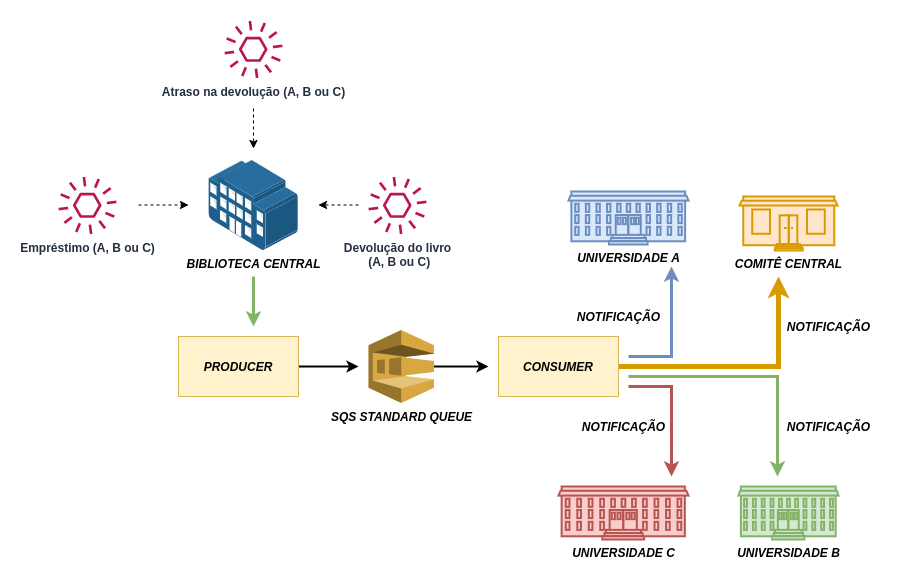 Atraso na devolução (A, B ou C)
Empréstimo (A, B ou C)
Devolução do livro
(A, B ou C)
BIBLIOTECA CENTRAL
UNIVERSIDADE A
COMITÊ CENTRAL
NOTIFICAÇÃO
NOTIFICAÇÃO
PRODUCER
CONSUMER
SQS STANDARD QUEUE
NOTIFICAÇÃO
NOTIFICAÇÃO
UNIVERSIDADE C
UNIVERSIDADE B